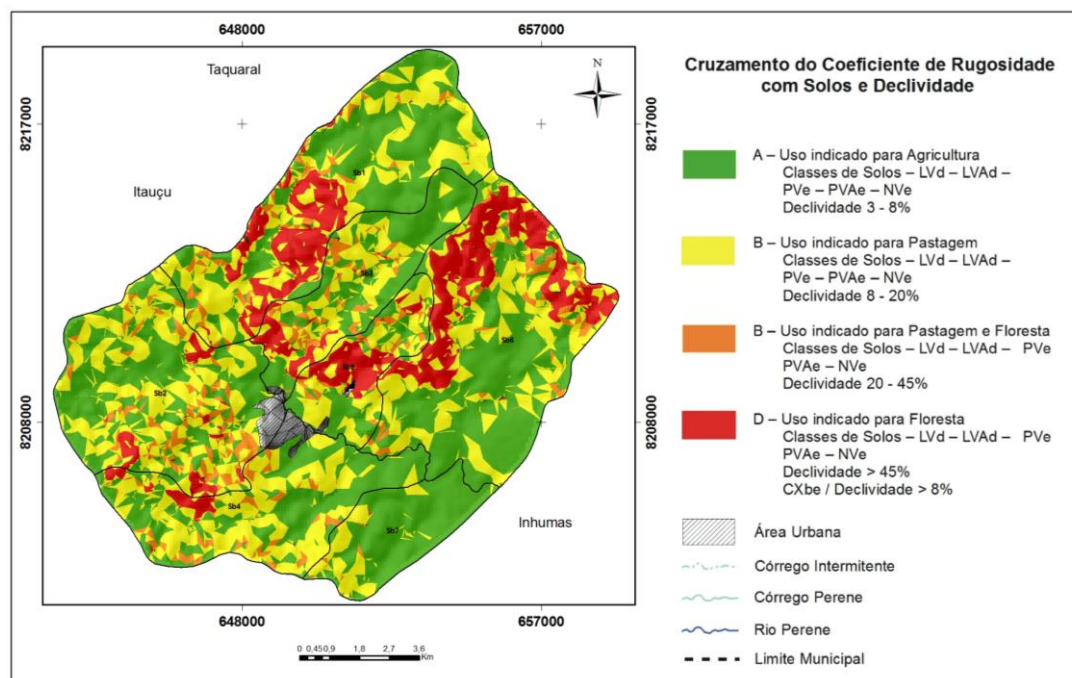 648000
657000
Taquaral
N
8217000
8217000
Itauçu
Sb1
Sb3
Sb6
Sb2
8208000
8208000
Sb4
Inhumas
Sb7
648000
657000
0 0,450,9 1,8 2,7 3,6
Km
Cruzamento do Coeficiente de Rugosidade
com Solos e Declividade
A – Uso indicado para Agricultura
Classes de Solos – LVd – LVAd –
PVe – PVAe – NVe
Declividade 3 - 8%
B – Uso indicado para Pastagem
Classes de Solos – LVd – LVAd –
PVe – PVAe – NVe
Declividade 8 - 20%
B – Uso indicado para Pastagem e Floresta
Classes de Solos – LVd – LVAd – PVe
PVAe – NVe
Declividade 20 - 45%
D – Uso indicado para Floresta
Classes de Solos – LVd – LVAd – PVe
PVAe – NVe
Declividade > 45%
CXbe / Declividade > 8%
Área Urbana
Córrego Intermitente
Córrego Perene
Rio Perene
Limite Municipal